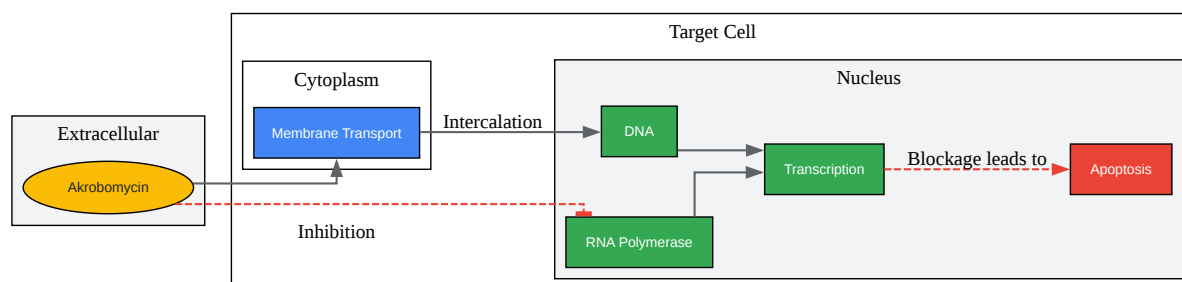 Target Cell
Cytoplasm
Nucleus
Extracellular
Membrane Transport
Intercalation
DNA
Akrobomycin
Transcription
Blockage leads to
Apoptosis
Inhibition
RNA Polymerase